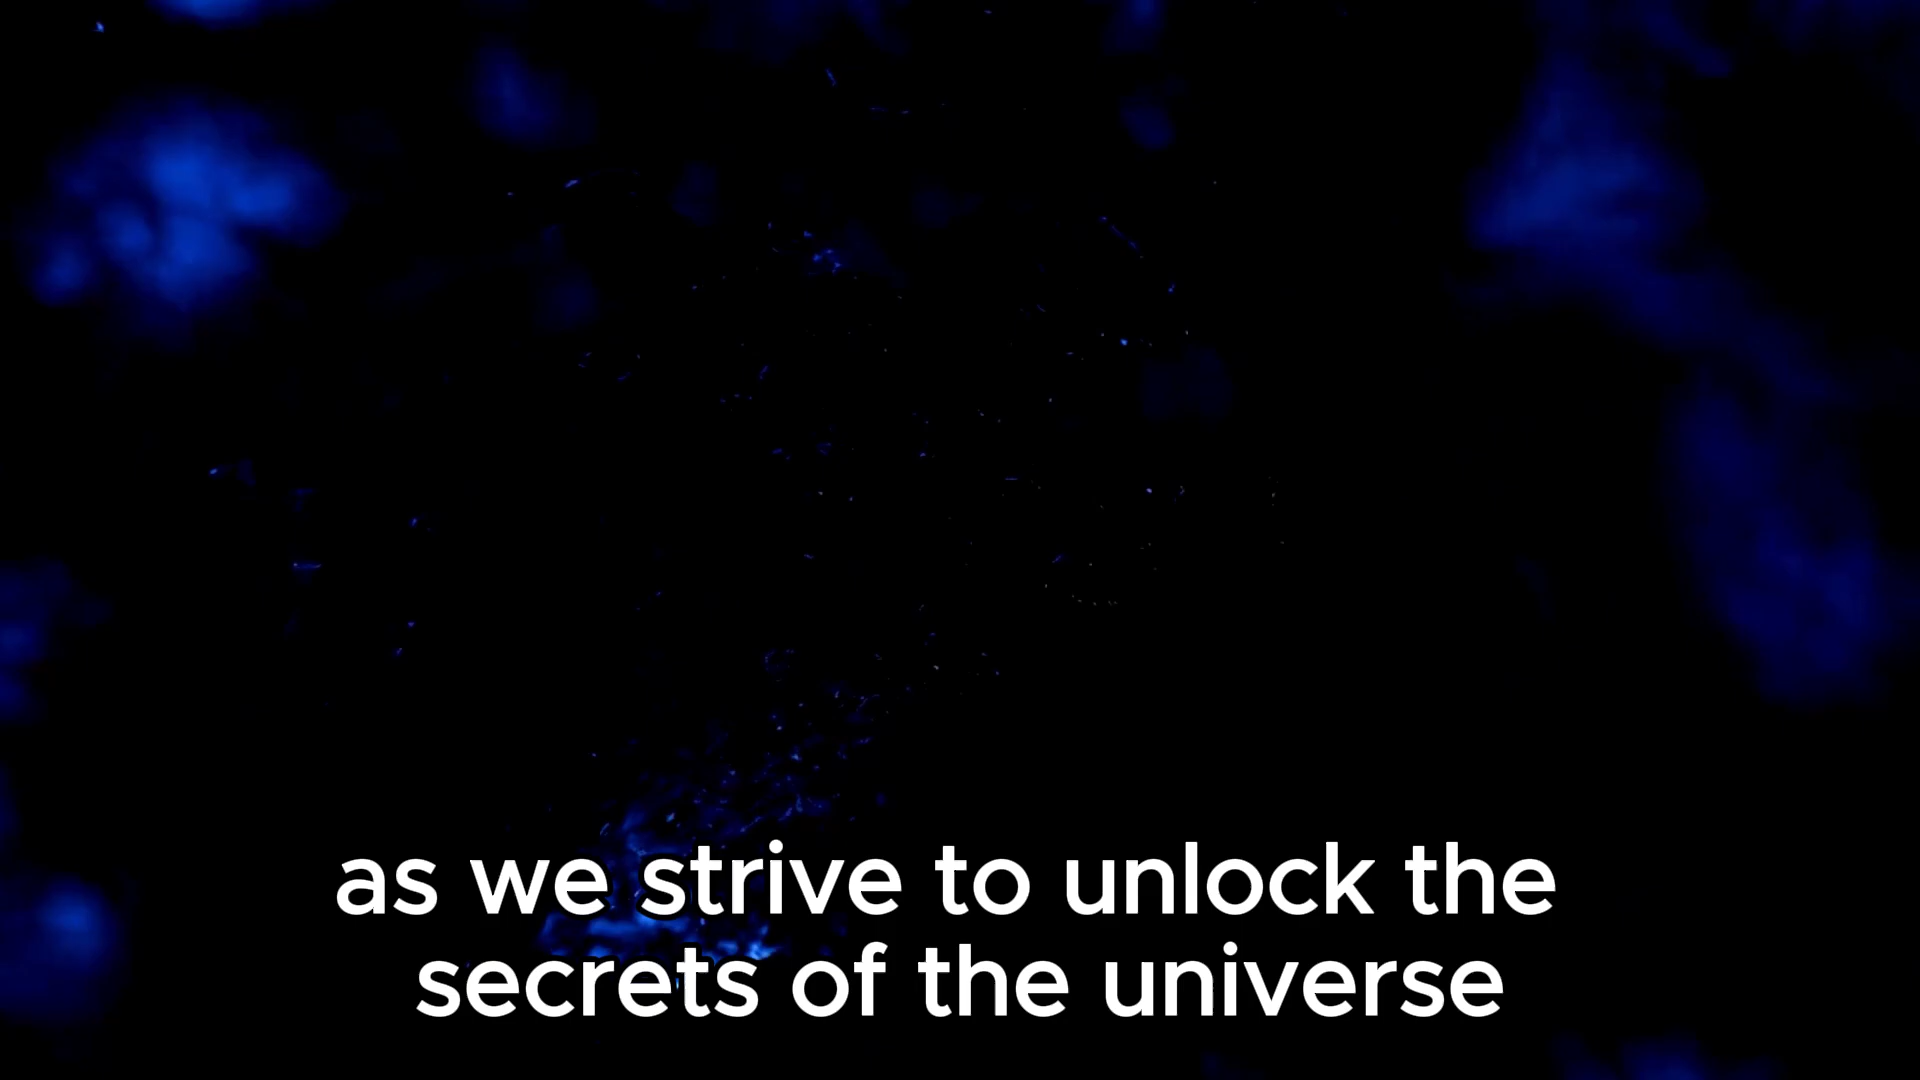 as we strive to unlock the
secrets of the universe